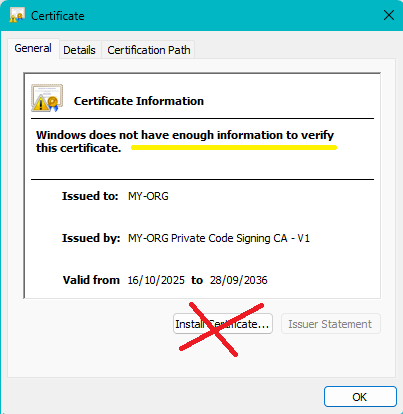 Certificate
General Details Certification Path
Certificate Information
Windows does not have enough information to verify
this certificate.
Issued to: MY-ORG
Issued by: MY-ORG Private Code Signing CA - V1
Valid from 16/10/2025 to 28/09/2036
Install Certificate...
Issuer Statement
OK